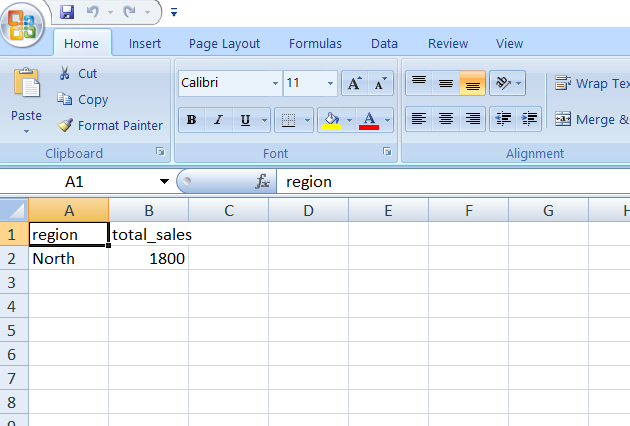 Home Insert Page Layout Formulas Data Review View
Paste
Cut
Copy
Format Painter
Clipboard
Calibri 11 A A
B I U A
Font
Wrap Tex
Merge &
Alignment
A1 fx region
A B C D E F G H
1 region total_sales
2 North 1800
3
4
5
6
7
8
9